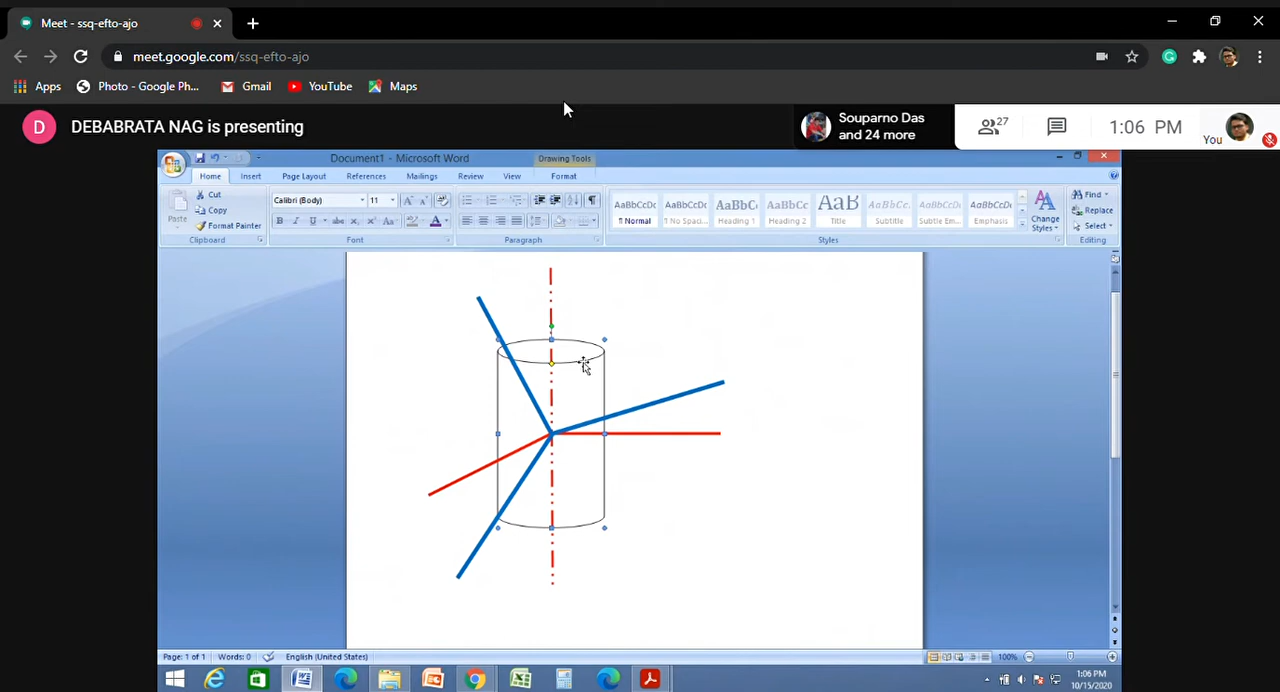 Meet - ssq-efto-ajo
meet.google.com/ssq-efto-ajo
Apps Photo - Google Ph... Gmail YouTube Maps
D DEBABRATA NAG is presenting
Souparno Das
and 24 more
27
1:06 PM
You
Document1 - Microsoft Word
Drawing Tools
Home Insert Page Layout References Mailings Review View Format
Paste
Cut
Copy
Format Painter
Clipboard
Calibri (Body) 11
Font
Paragraph
AaBbCcDc AaBbCcDc AaBbCc AaBbCc AaB AaBbCc. AaBbCcDc AaBbCcDc
¶ Normal ¶ No Spaci... Heading 1 Heading 2 Title Subtitle Subtle Em... Emphasis
Change
Styles
Styles
Find
Replace
Select
Editing
Page: 1 of 1 Words: 0 English (United States) 100%
1:06 PM
10/15/2020